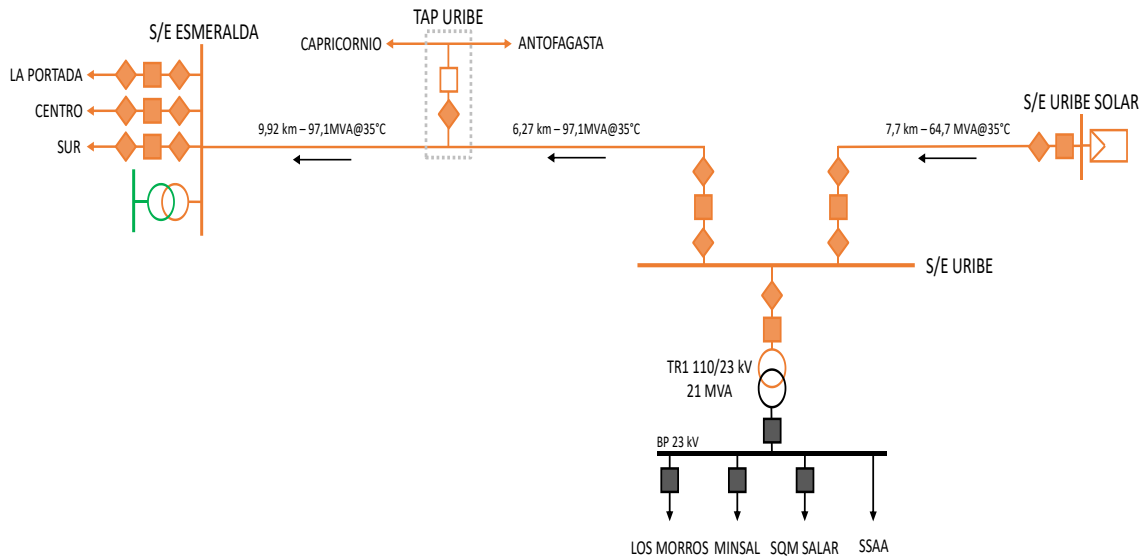 TAP URIBE
S/E ESMERALDA
CAPRICORNIO
ANTOFAGASTA
LA PORTADA
CENTRO
SUR
9,92 km – 97,1MVA@35°C
6,27 km – 97,1MVA@35°C
7,7 km – 64,7 MVA@35°C
S/E URIBE SOLAR
S/E URIBE
TR1 110/23 kV
21 MVA
BP 23 kV
LOS MORROS
MINSAL
SQM SALAR
SSAA